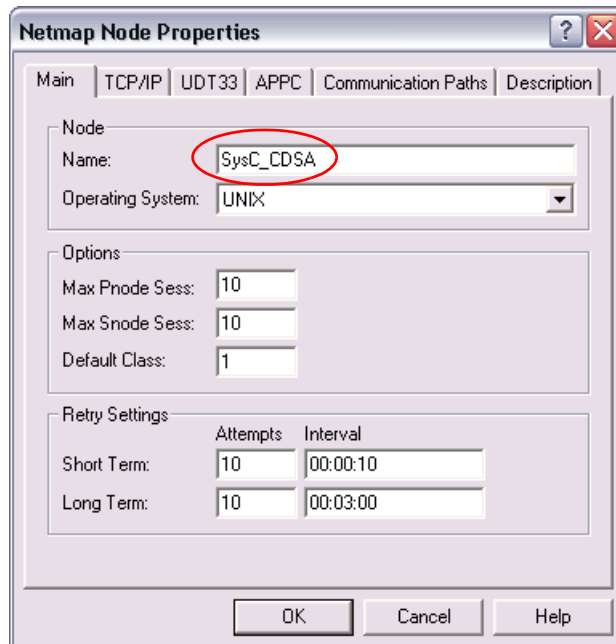 Netmap Node Properties
?
Main TCP/IP UDT33 APPC Communication Paths Description
Node
Name: SysC_CDSA
Operating System: UNIX
Options
Max Pnode Sess: 10
Max Snode Sess: 10
Default Class: 1
Retry Settings
Attempts Interval
Short Term: 10 00:00:10
Long Term: 10 00:03:00
OK Cancel Help